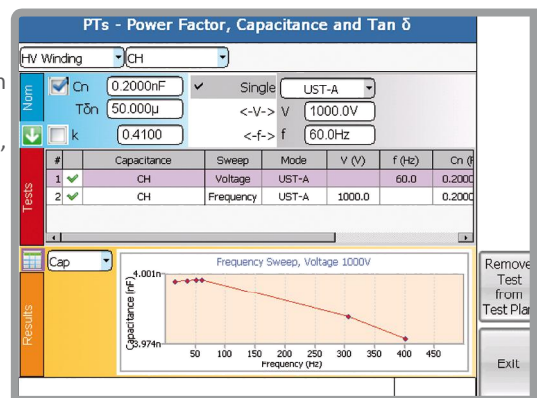 PTs - Power Factor, Capacitance and Tan δ
HV Winding CH
Nom
Cn 0.2000nF ✓ Single UST-A
Tδn 50.000μ <-V-> V 1000.0V
k 0.4100 <-f-> f 60.0Hz
Tests
# Capacitance Sweep Mode V (V) f (Hz) Cn (F
1 CH Voltage UST-A 60.0 0.2000
2 CH Frequency UST-A 1000.0 0.2000
Results
Cap
Frequency Sweep, Voltage 1000V
4.001n
Capacitance (nF)
3.974n
50 100 150 200 250 300 350 400 450
Frequency (Hz)
Remove
Test
from
Test Plan
Exit